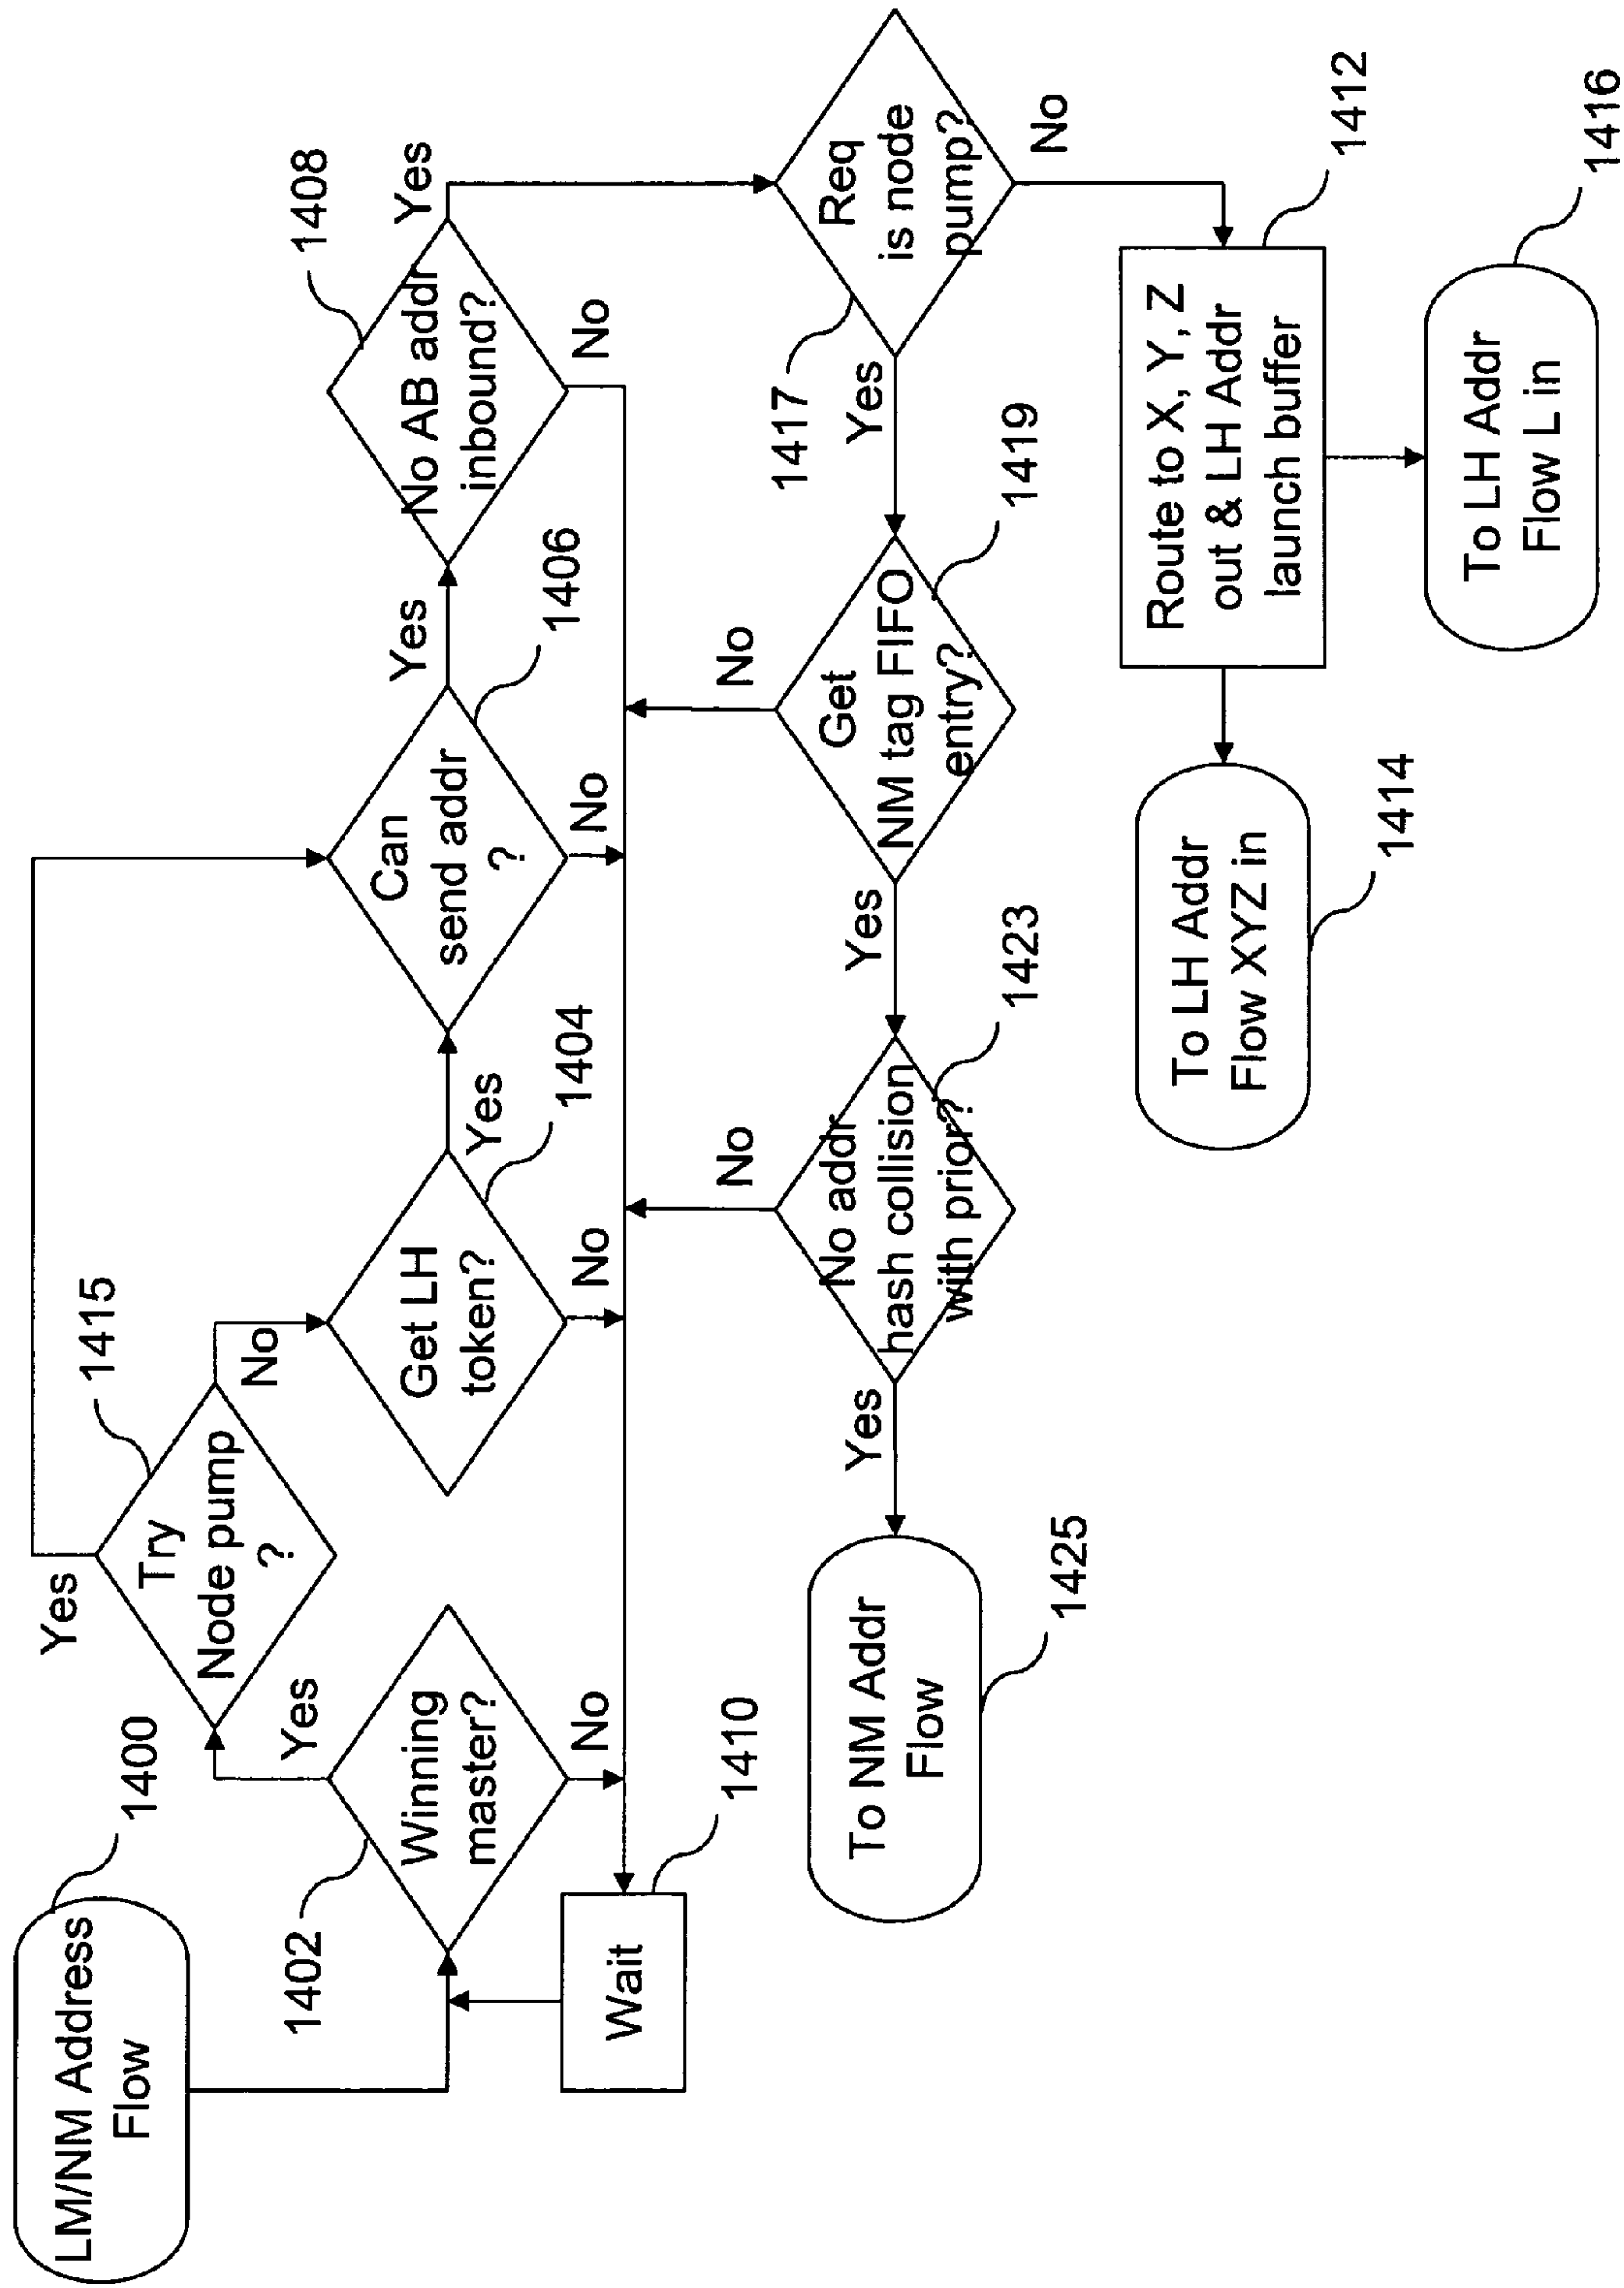 LM/NM Address
Flow
1400
1402
Winning
master?
Yes
No
Wait
1410
Try
Node pump
?
1415
Yes
No
Get LH
token?
1404
Yes
No
Can
send addr
?
1406
Yes
No
No AB addr
inbound?
1408
Yes
No
Req
is node
pump?
1417
Yes
No
Get
NM tag FIFO
entry?
1419
Yes
No
No addr
hash collision
with prior?
1423
Yes
No
To NM Addr
Flow
1425
Route to X, Y, Z
out & LH Addr
launch buffer
1412
To LH Addr
Flow XYZ in
1414
To LH Addr
Flow L in
1416